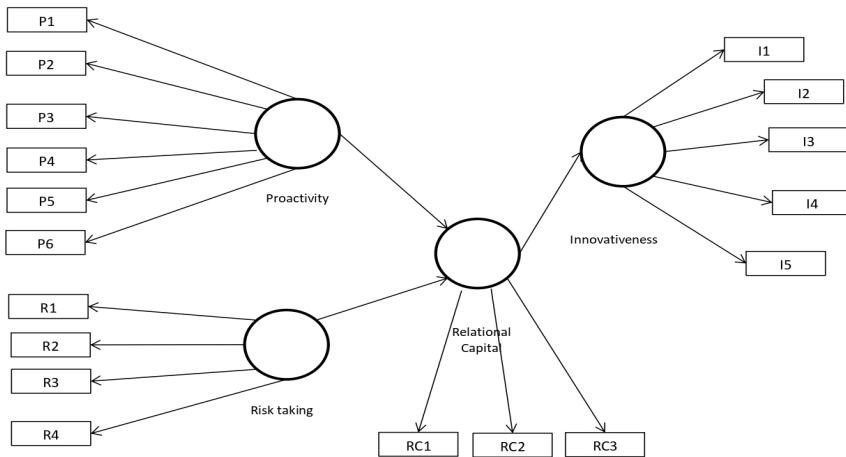 P1
P2
P3
P4
P5
P6
Proactivity
R1
R2
R3
R4
Risk taking
Relational
Capital
RC1
RC2
RC3
I1
I2
I3
I4
I5
Innovativeness